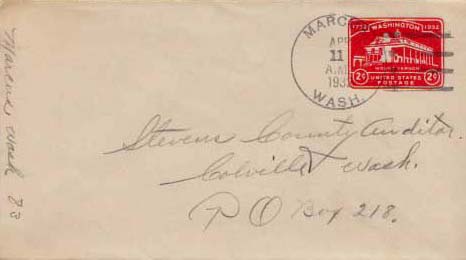 MARCUS
APR
11
A.M.
193
WASH.
WASHINGTON
1732 1932
MOUNT VERNON
2¢ UNITED STATES 2¢
POSTAGE
Stevens County Auditor.
Colville Wash.
P O Box 218.
Marcus, Wash